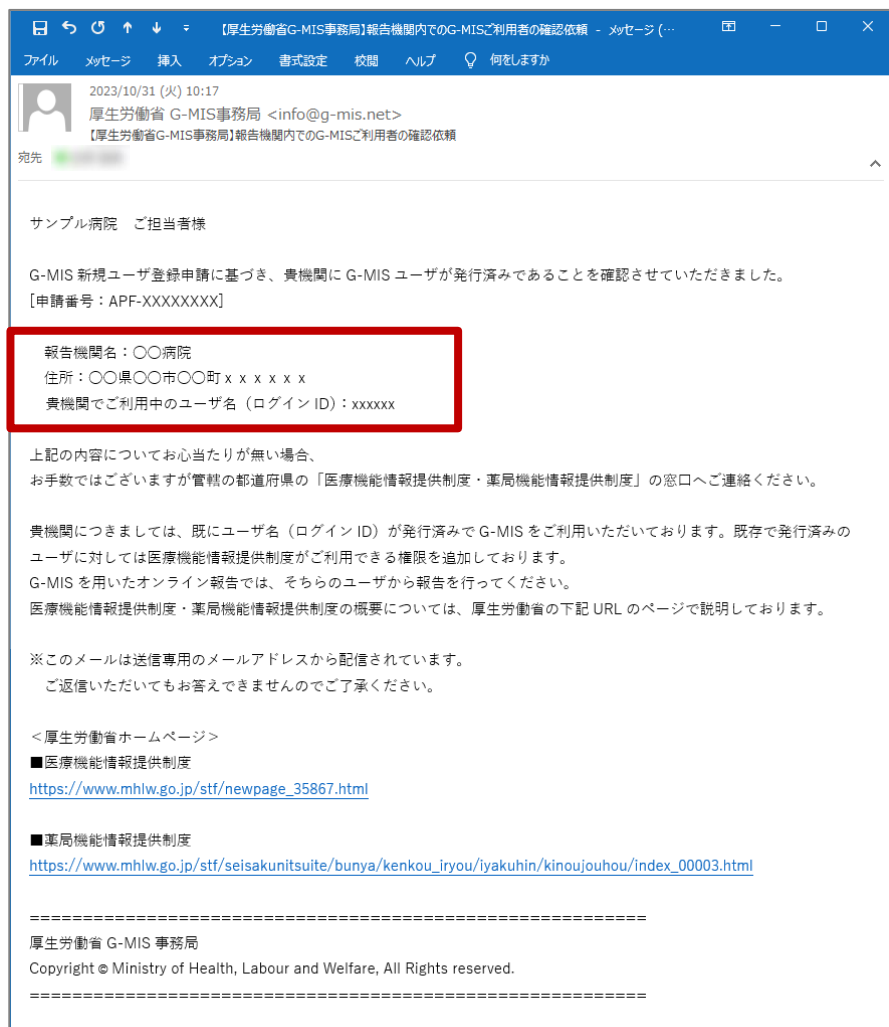 【厚生労働省G-MIS事務局】報告機関内でのG-MISご利用者の確認依頼 - メッセージ (…
ファイル メッセージ 挿入 オプション 書式設定 校閲 ヘルプ 何をしますか
2023/10/31 (火) 10:17
厚生労働省 G-MIS事務局 <info@g-mis.net>
【厚生労働省G-MIS事務局】報告機関内でのG-MISご利用者の確認依頼
宛先
サンプル病院　ご担当者様
G-MIS 新規ユーザ登録申請に基づき、貴機関に G-MIS ユーザが発行済みであることを確認させていただきました。
[申請番号：APF-XXXXXXXX]
報告機関名：〇〇病院
住所：〇〇県〇〇市〇〇町ｘｘｘｘｘｘ
貴機関でご利用中のユーザ名（ログイン ID）：xxxxxx
上記の内容についてお心当たりが無い場合、
お手数ではございますが管轄の都道府県の「医療機能情報提供制度・薬局機能情報提供制度」の窓口へご連絡ください。
貴機関につきましては、既にユーザ名（ログイン ID）が発行済みで G-MIS をご利用いただいております。既存で発行済みの
ユーザに対しては医療機能情報提供制度がご利用できる権限を追加しております。
G-MIS を用いたオンライン報告では、そちらのユーザから報告を行ってください。
医療機能情報提供制度・薬局機能情報提供制度の概要については、厚生労働省の下記 URL のページで説明しております。
※このメールは送信専用のメールアドレスから配信されています。
ご返信いただいてもお答えできませんのでご了承ください。
＜厚生労働省ホームページ＞
■医療機能情報提供制度
https://www.mhlw.go.jp/stf/newpage_35867.html
■薬局機能情報提供制度
https://www.mhlw.go.jp/stf/seisakunitsuite/bunya/kenkou_iryou/iyakuhin/kinoujouhou/index_00003.html
==========================================================
厚生労働省 G-MIS 事務局
Copyright © Ministry of Health, Labour and Welfare, All Rights reserved.
==========================================================